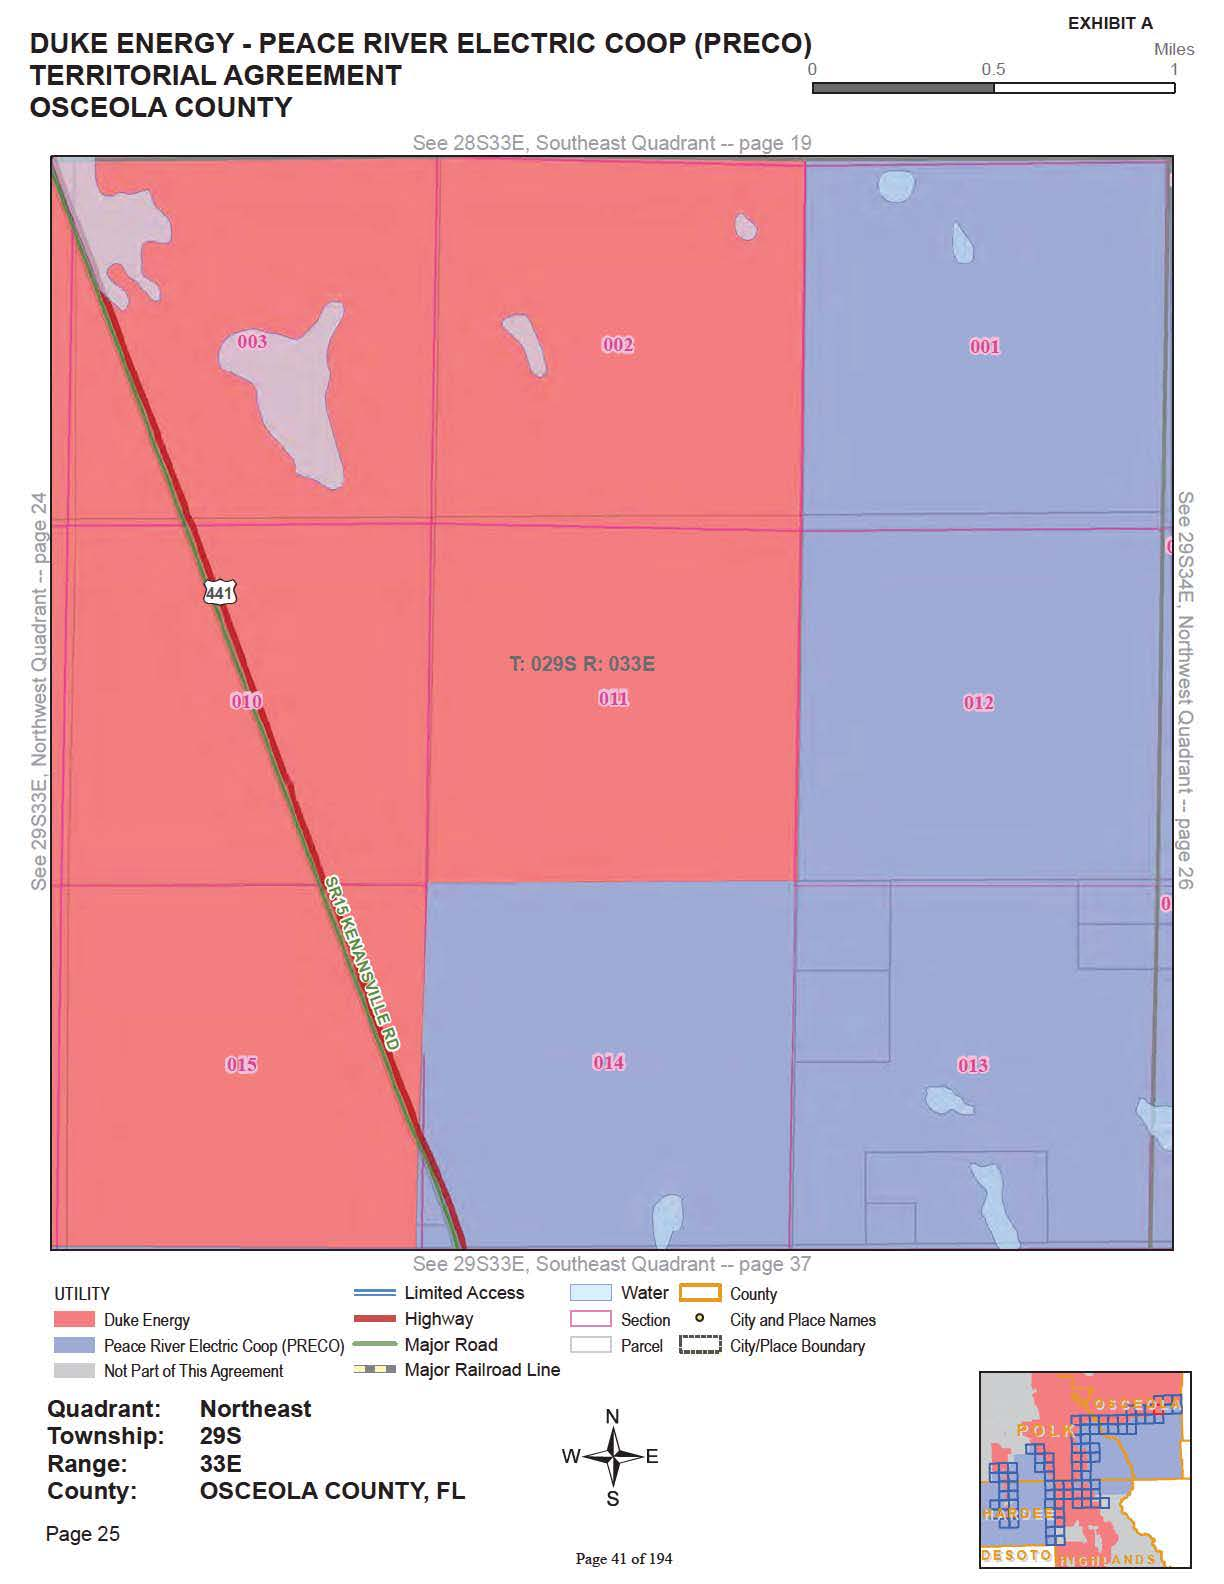 EXHIBIT A
DUKE ENERGY - PEACE RIVER ELECTRIC COOP (PRECO)
TERRITORIAL AGREEMENT
OSCEOLA COUNTY
Miles
0 0.5 1
See 28S33E, Southeast Quadrant -- page 19
003
002
001
See 29S33E, Northwest Quadrant -- page 24
See 29S34E, Northwest Quadrant -- page 26
441
T: 029S R: 033E
010
011
012
SR15 KENANSVILLE RD
015
014
013
See 29S33E, Southeast Quadrant -- page 37
UTILITY
Duke Energy
Peace River Electric Coop (PRECO)
Not Part of This Agreement
Limited Access
Highway
Major Road
Major Railroad Line
Water
Section
Parcel
County
City and Place Names
City/Place Boundary
Quadrant: Northeast
Township: 29S
Range: 33E
County: OSCEOLA COUNTY, FL
Page 25
N
W E
S
OSCEOLA
POLK
HARDEE
DESOTO
HIGHLANDS
Page 41 of 194